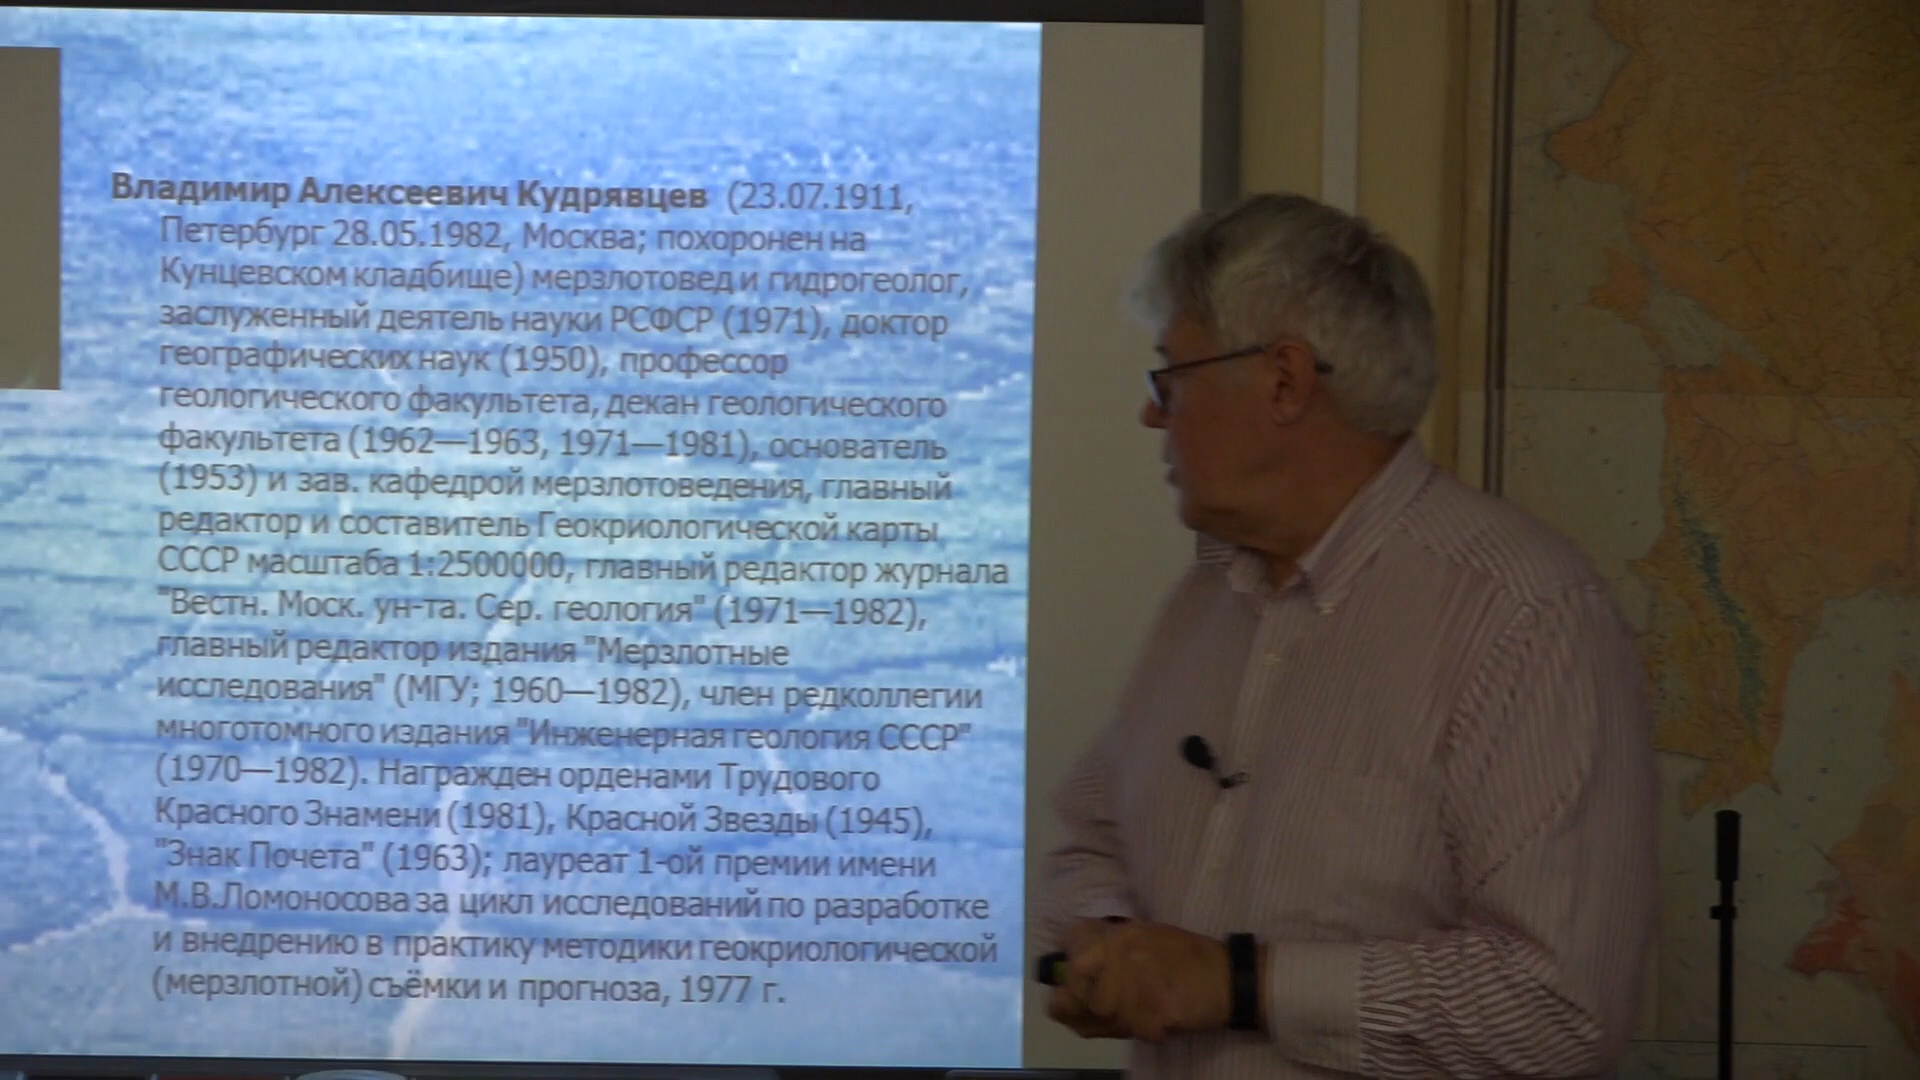 Владимир Алексеевич Кудрявцев (23.07.1911,
Петербург 28.05.1982, Москва; похоронен на
Кунцевском кладбище) мерзлотовед и гидрогеолог,
заслуженный деятель науки РСФСР (1971), доктор
географических наук (1950), профессор
геологического факультета, декан геологического
факультета (1962—1963, 1971—1981), основатель
(1953) и зав. кафедрой мерзлотоведения, главный
редактор и составитель Геокриологической карты
СССР масштаба 1:2500000, главный редактор журнала
"Вестн. Моск. ун-та. Сер. геология" (1971—1982),
главный редактор издания "Мерзлотные
исследования" (МГУ; 1960—1982), член редколлегии
многотомного издания "Инженерная геология СССР"
(1970—1982). Награжден орденами Трудового
Красного Знамени (1981), Красной Звезды (1945),
"Знак Почета" (1963); лауреат 1-ой премии имени
М.В.Ломоносова за цикл исследований по разработке
и внедрению в практику методики геокриологической
(мерзлотной) съёмки и прогноза, 1977 г.